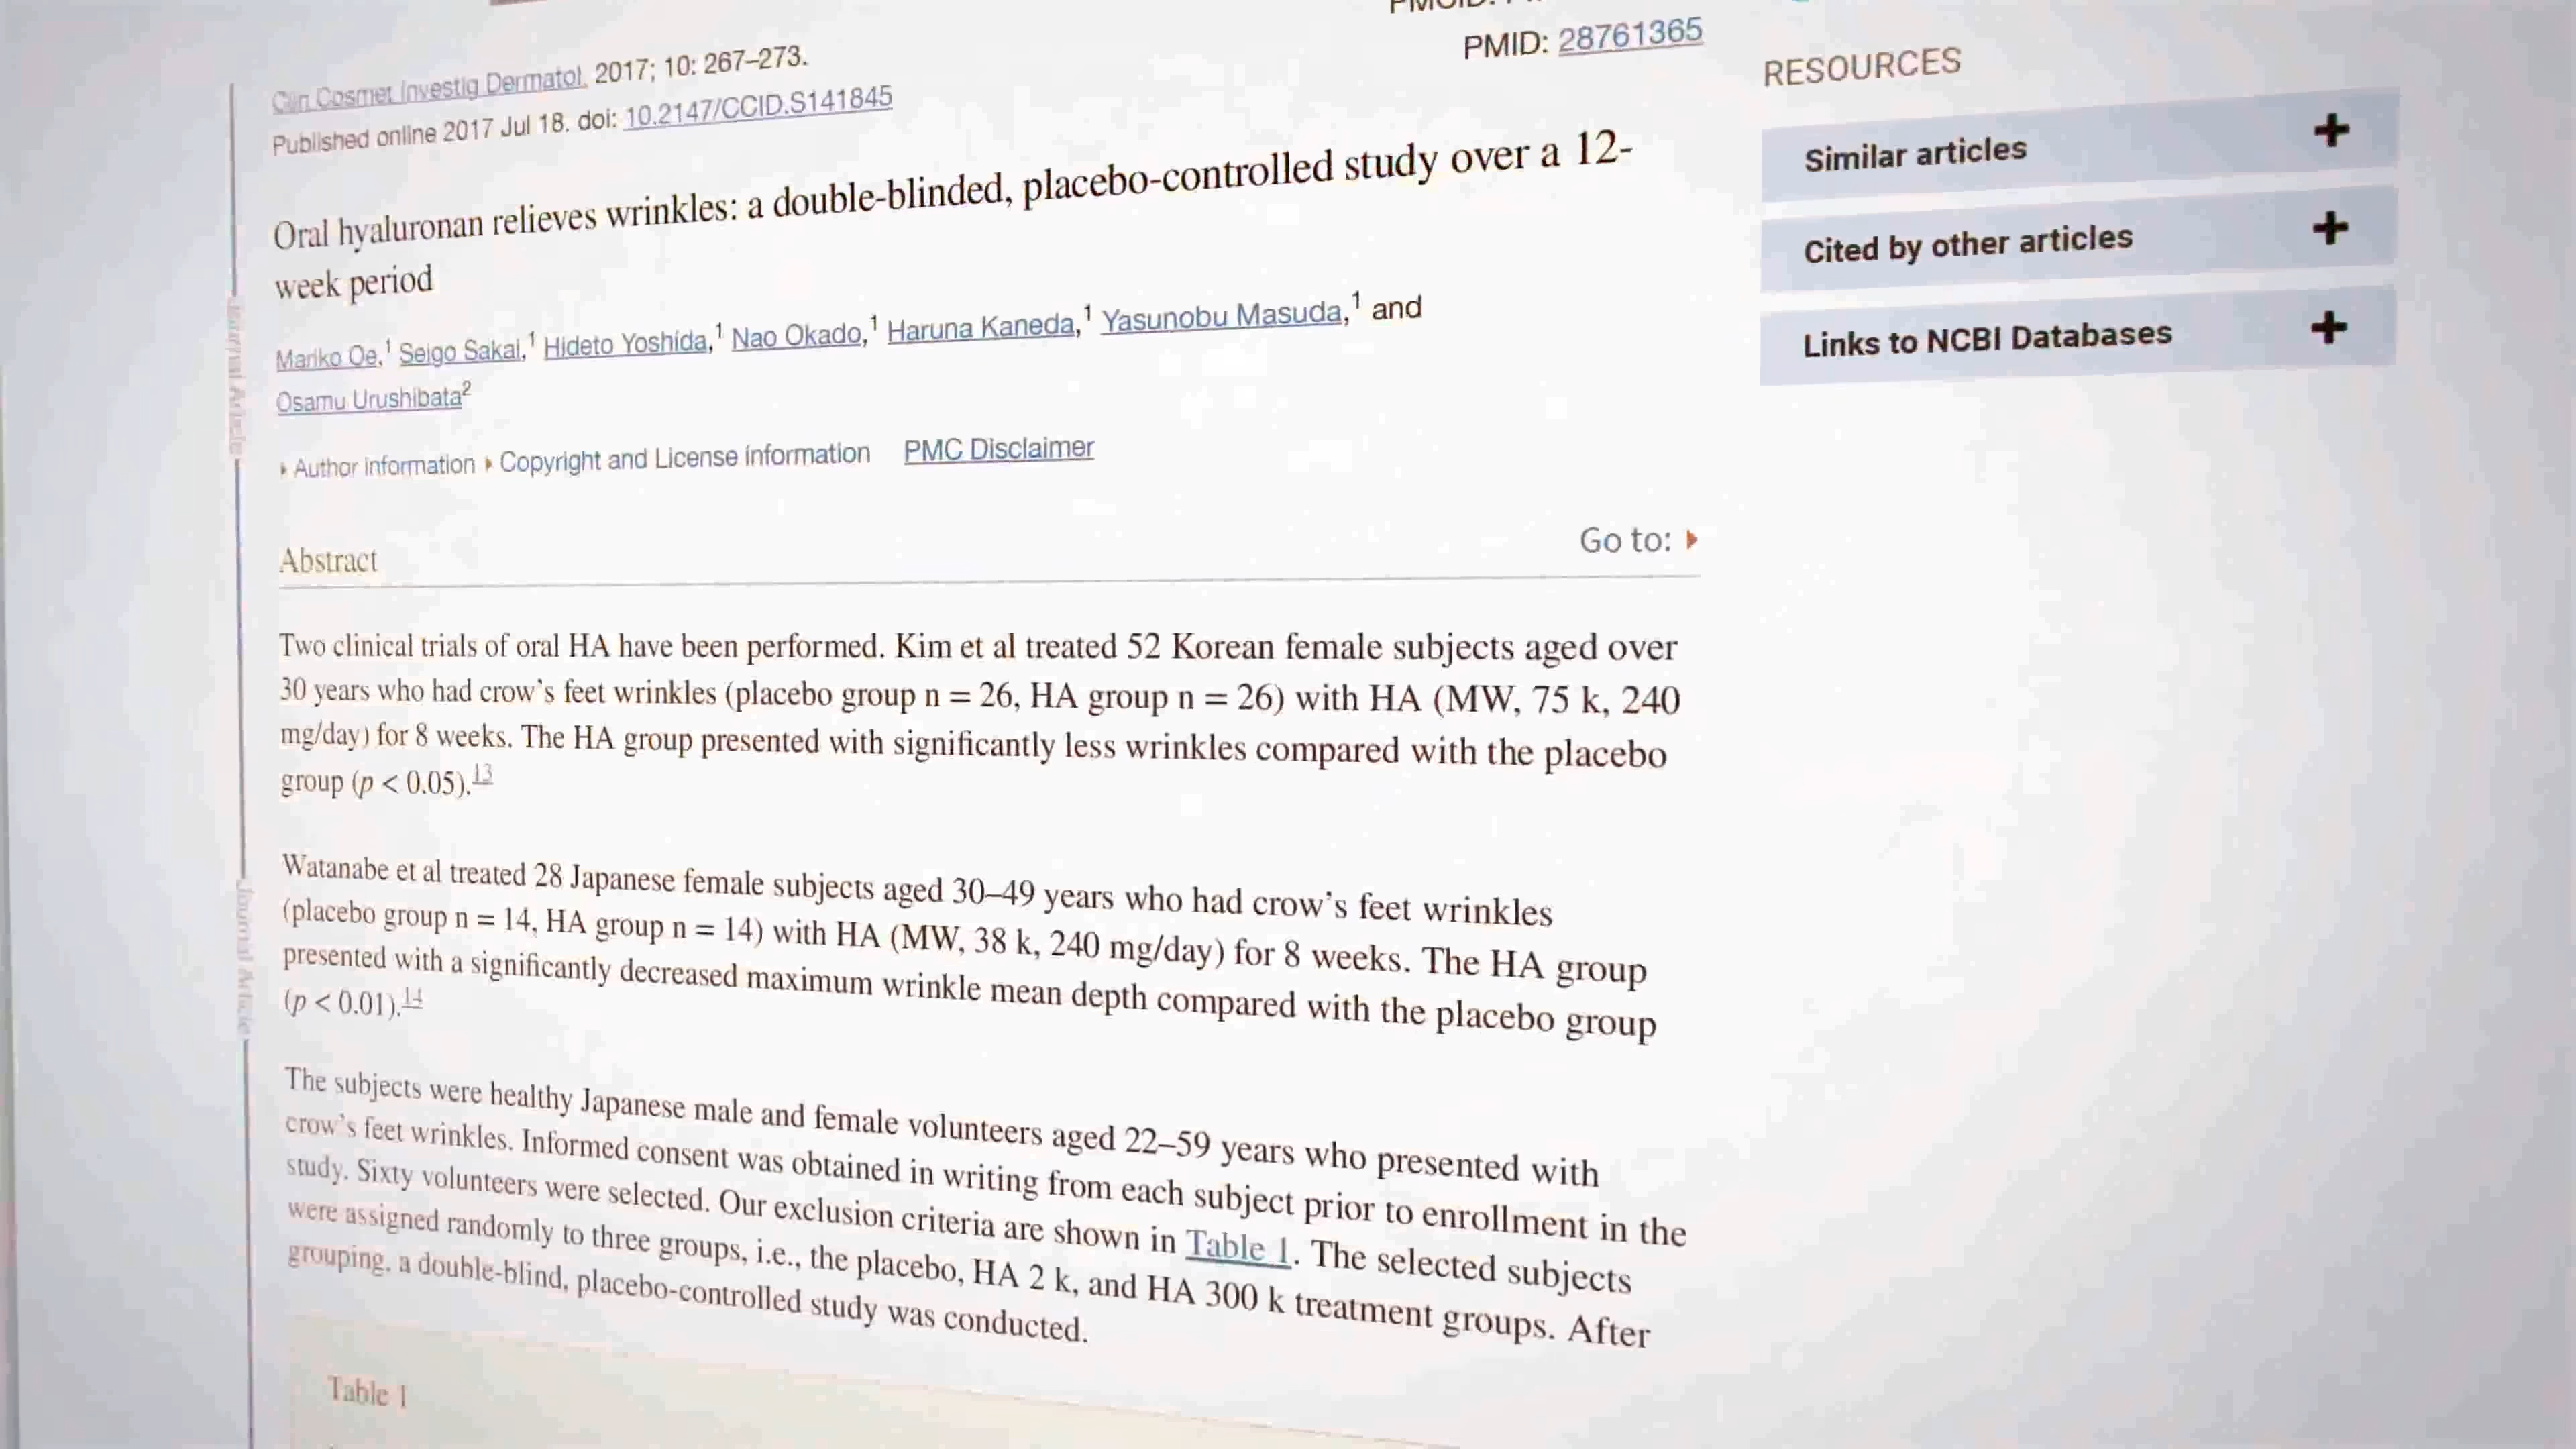 PMID: 28761365
Clin Cosmet Investig Dermatol. 2017; 10: 267–273.
Published online 2017 Jul 18. doi: 10.2147/CCID.S141845
Oral hyaluronan relieves wrinkles: a double-blinded, placebo-controlled study over a 12-
week period
Mariko Oe,1 Seigo Sakai,1 Hideto Yoshida,1 Nao Okado,1 Haruna Kaneda,1 Yasunobu Masuda,1 and
Osamu Urushibata2
Author information Copyright and License information PMC Disclaimer
Abstract
Go to:
Two clinical trials of oral HA have been performed. Kim et al treated 52 Korean female subjects aged over
30 years who had crow's feet wrinkles (placebo group n = 26, HA group n = 26) with HA (MW, 75 k, 240
mg/day) for 8 weeks. The HA group presented with significantly less wrinkles compared with the placebo
group (p < 0.05).13
Watanabe et al treated 28 Japanese female subjects aged 30–49 years who had crow's feet wrinkles
(placebo group n = 14, HA group n = 14) with HA (MW, 38 k, 240 mg/day) for 8 weeks. The HA group
presented with a significantly decreased maximum wrinkle mean depth compared with the placebo group
(p < 0.01).14
The subjects were healthy Japanese male and female volunteers aged 22–59 years who presented with
crow's feet wrinkles. Informed consent was obtained in writing from each subject prior to enrollment in the
study. Sixty volunteers were selected. Our exclusion criteria are shown in Table 1. The selected subjects
were assigned randomly to three groups, i.e., the placebo, HA 2 k, and HA 300 k treatment groups. After
grouping, a double-blind, placebo-controlled study was conducted.
Table 1
Journal Article
Journal Article
RESOURCES
Similar articles
Cited by other articles
Links to NCBI Databases